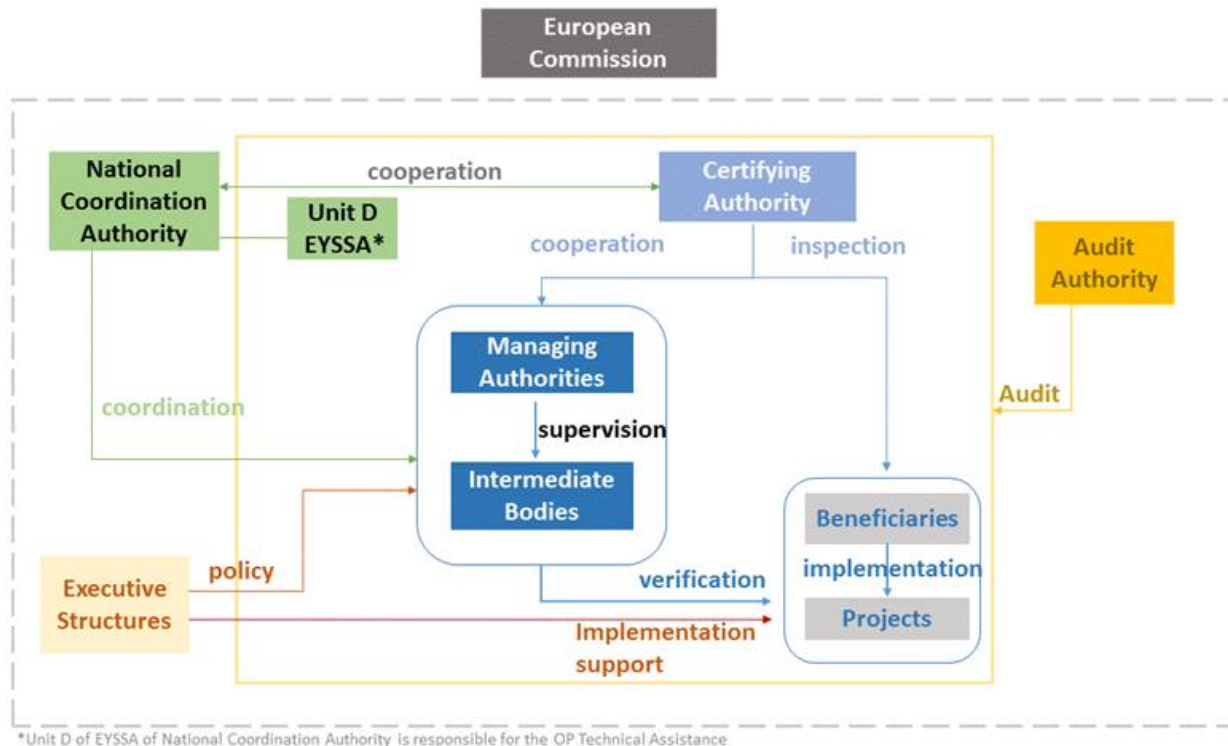 European
Commission
National
Coordination
Authority
cooperation
Certifying
Authority
Unit D
EYSSA*
cooperation
inspection
Audit
Authority
Managing
Authorities
coordination
supervision
Audit
Intermediate
Bodies
Beneficiaries
policy
verification
implementation
Executive
Structures
Projects
Implementation
support
*Unit D of EYSSA of National Coordination Authority is responsible for the OP Technical Assistance